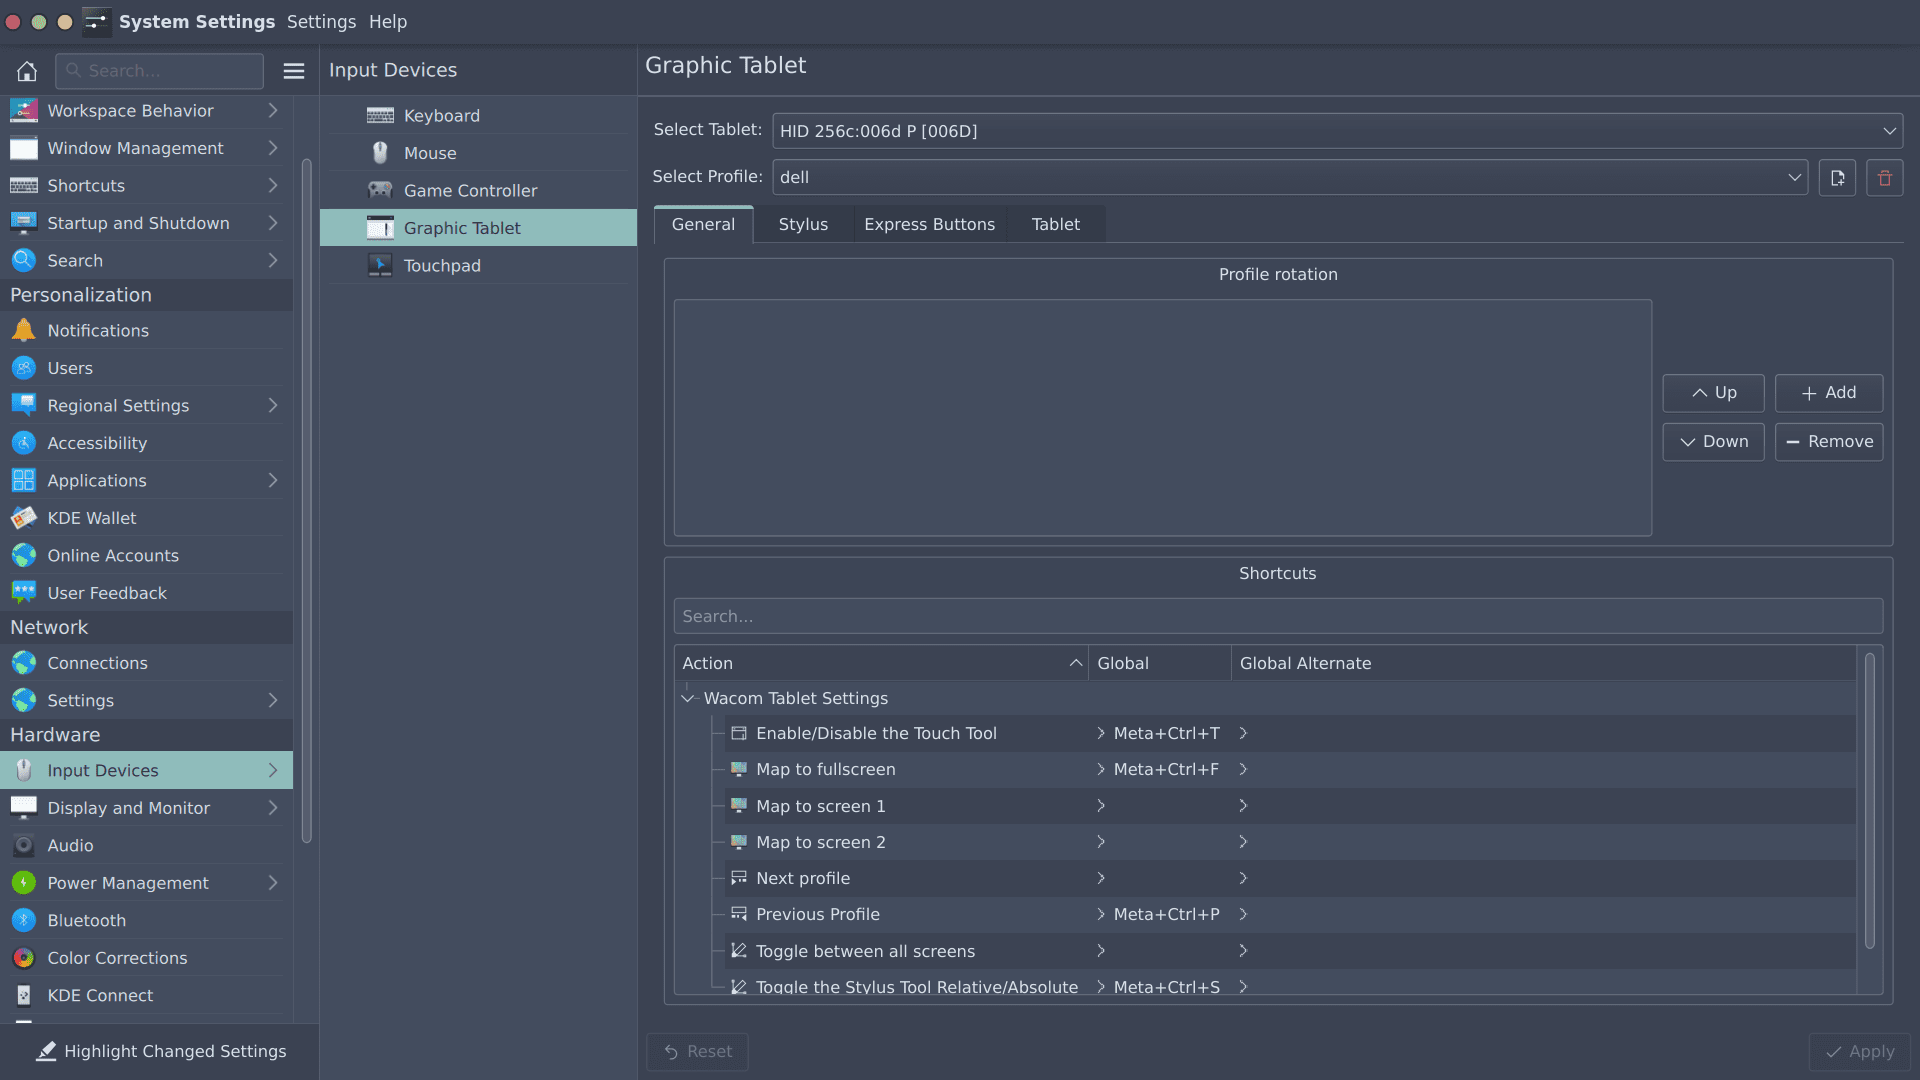 System Settings Settings Help
Search...
Workspace Behavior
Window Management
Shortcuts
Startup and Shutdown
Search
Personalization
Notifications
Users
Regional Settings
Accessibility
Applications
KDE Wallet
Online Accounts
User Feedback
Network
Connections
Settings
Hardware
Input Devices
Display and Monitor
Audio
Power Management
Bluetooth
Color Corrections
KDE Connect
Highlight Changed Settings
Input Devices
Keyboard
Mouse
Game Controller
Graphic Tablet
Touchpad
Graphic Tablet
Select Tablet: HID 256c:006d P [006D]
Select Profile: dell
General Stylus Express Buttons Tablet
Profile rotation
Up Add
Down Remove
Shortcuts
Search...
Action Global Global Alternate
Wacom Tablet Settings
Enable/Disable the Touch Tool Meta+Ctrl+T
Map to fullscreen Meta+Ctrl+F
Map to screen 1
Map to screen 2
Next profile
Previous Profile Meta+Ctrl+P
Toggle between all screens
Toggle the Stylus Tool Relative/Absolute Meta+Ctrl+S
Reset Apply